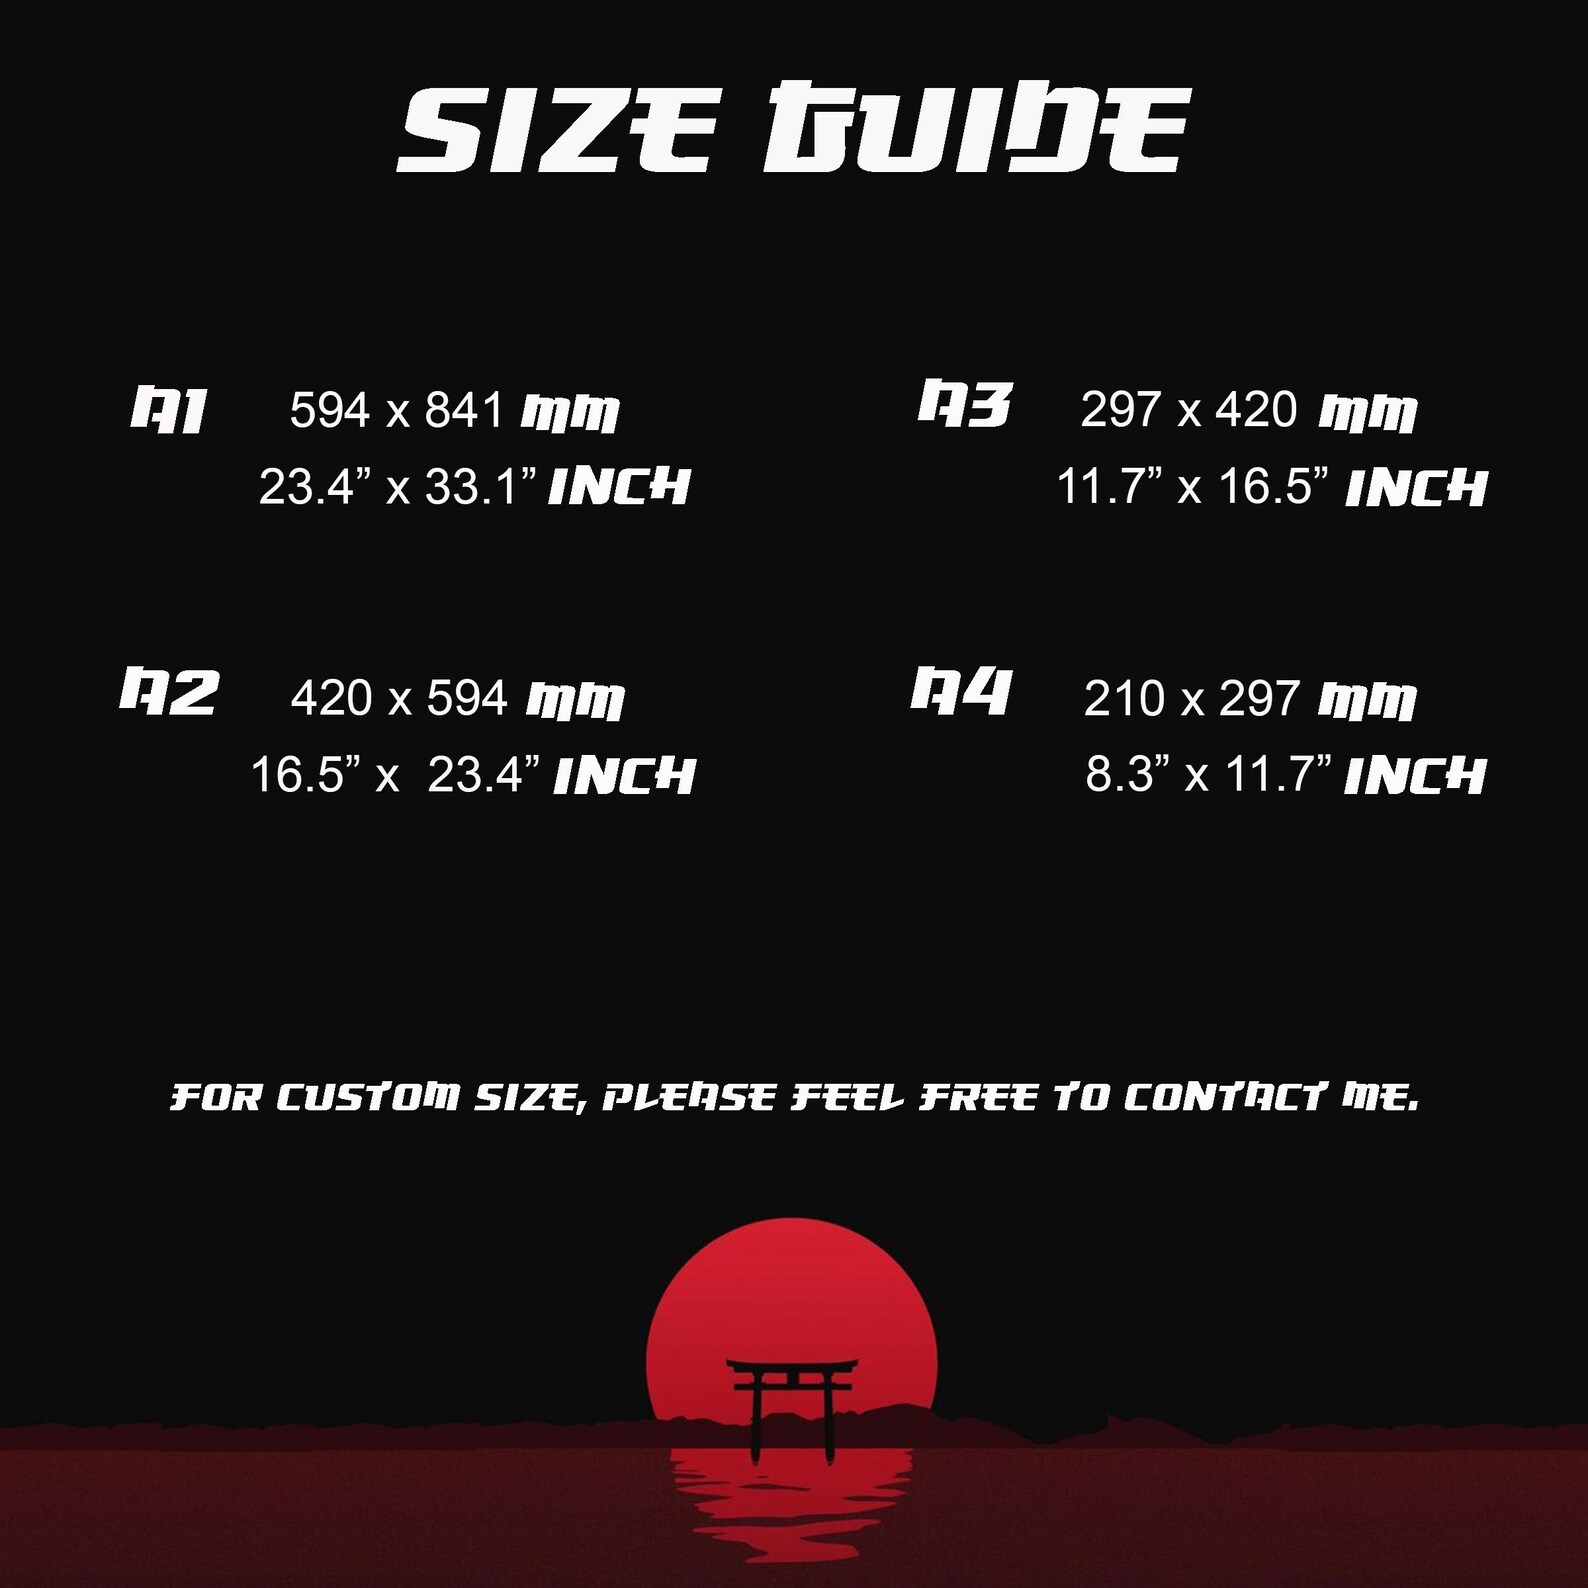 SIZE GUIDE
A1 594 x 841 MM
23.4” x 33.1” INCH
A3 297 x 420 MM
11.7” x 16.5” INCH
A2 420 x 594 MM
16.5” x 23.4” INCH
A4 210 x 297 MM
8.3” x 11.7” INCH
FOR CUSTOM SIZE, PLEASE FEEL FREE TO CONTACT ME.